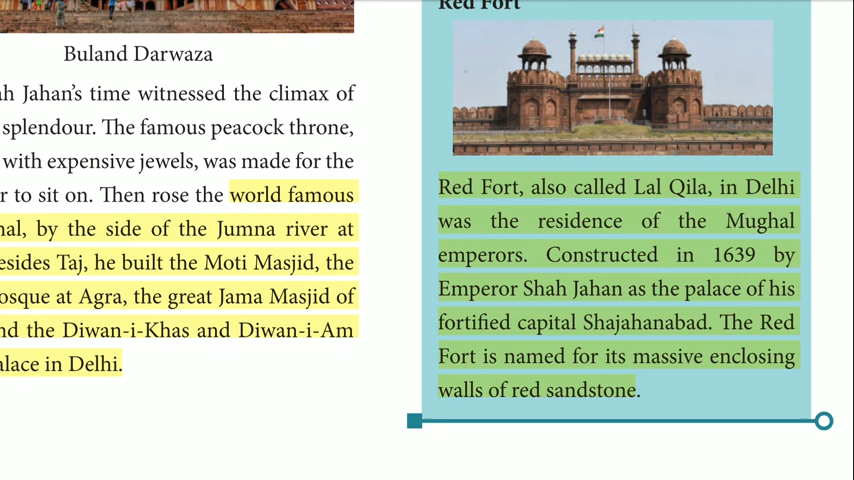 Buland Darwaza
ah Jahan's time witnessed the climax of
splendour. The famous peacock throne,
with expensive jewels, was made for the
r to sit on. Then rose the world famous
hal, by the side of the Jumna river at
esides Taj, he built the Moti Masjid, the
osque at Agra, the great Jama Masjid of
nd the Diwan-i-Khas and Diwan-i-Am
alace in Delhi.
Red Fort
Red Fort, also called Lal Qila, in Delhi
was the residence of the Mughal
emperors. Constructed in 1639 by
Emperor Shah Jahan as the palace of his
fortified capital Shajahanabad. The Red
Fort is named for its massive enclosing
walls of red sandstone.